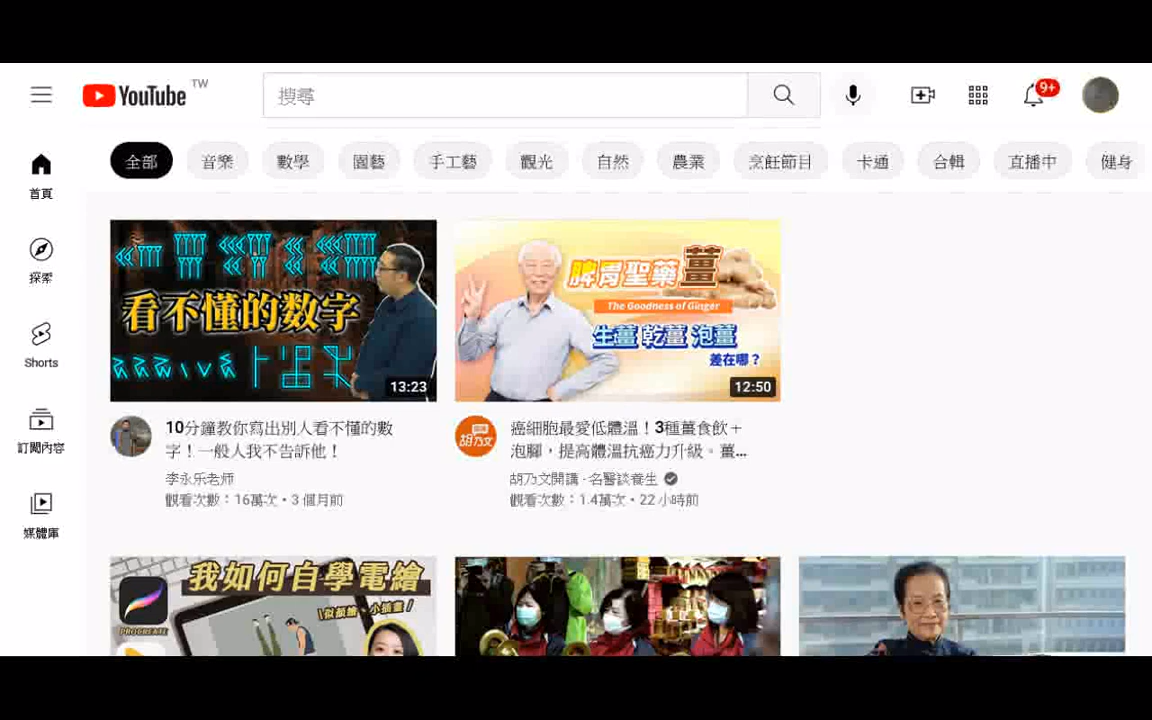 YouTube TW
搜尋
9+
全部 音樂 數學 園藝 手工藝 觀光 自然 農業 烹飪節目 卡通 合輯 直播中 健身
首頁
探索
Shorts
訂閱內容
媒體庫
看不懂的数字
13:23
脾胃聖藥薑
The Goodness of Ginger
生薑 乾薑 泡薑
差在哪？
12:50
10分鐘教你寫出別人看不懂的數
字！一般人我不告訴他！
李永乐老师
觀看次數：16萬次・3 個月前
胡乃文
癌細胞最愛低體溫！3種薑食飲＋
泡腳，提高體溫抗癌力升級。薑...
胡乃文開講 - 名醫談養生
觀看次數：1.4萬次・22 小時前
我如何自學電繪
似顏繪、小插畫！
PROCREATE